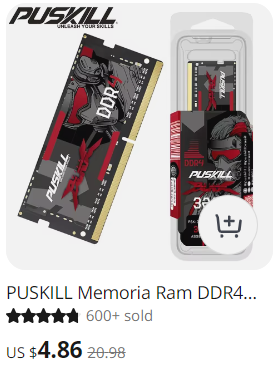 PUSKILL
UNLEASH YOUR SKILLS
DDR4
PUSKILL
DDR4
PUSKILL
PUSKILL Memoria Ram DDR4...
600+ sold
US $4.86 20.98